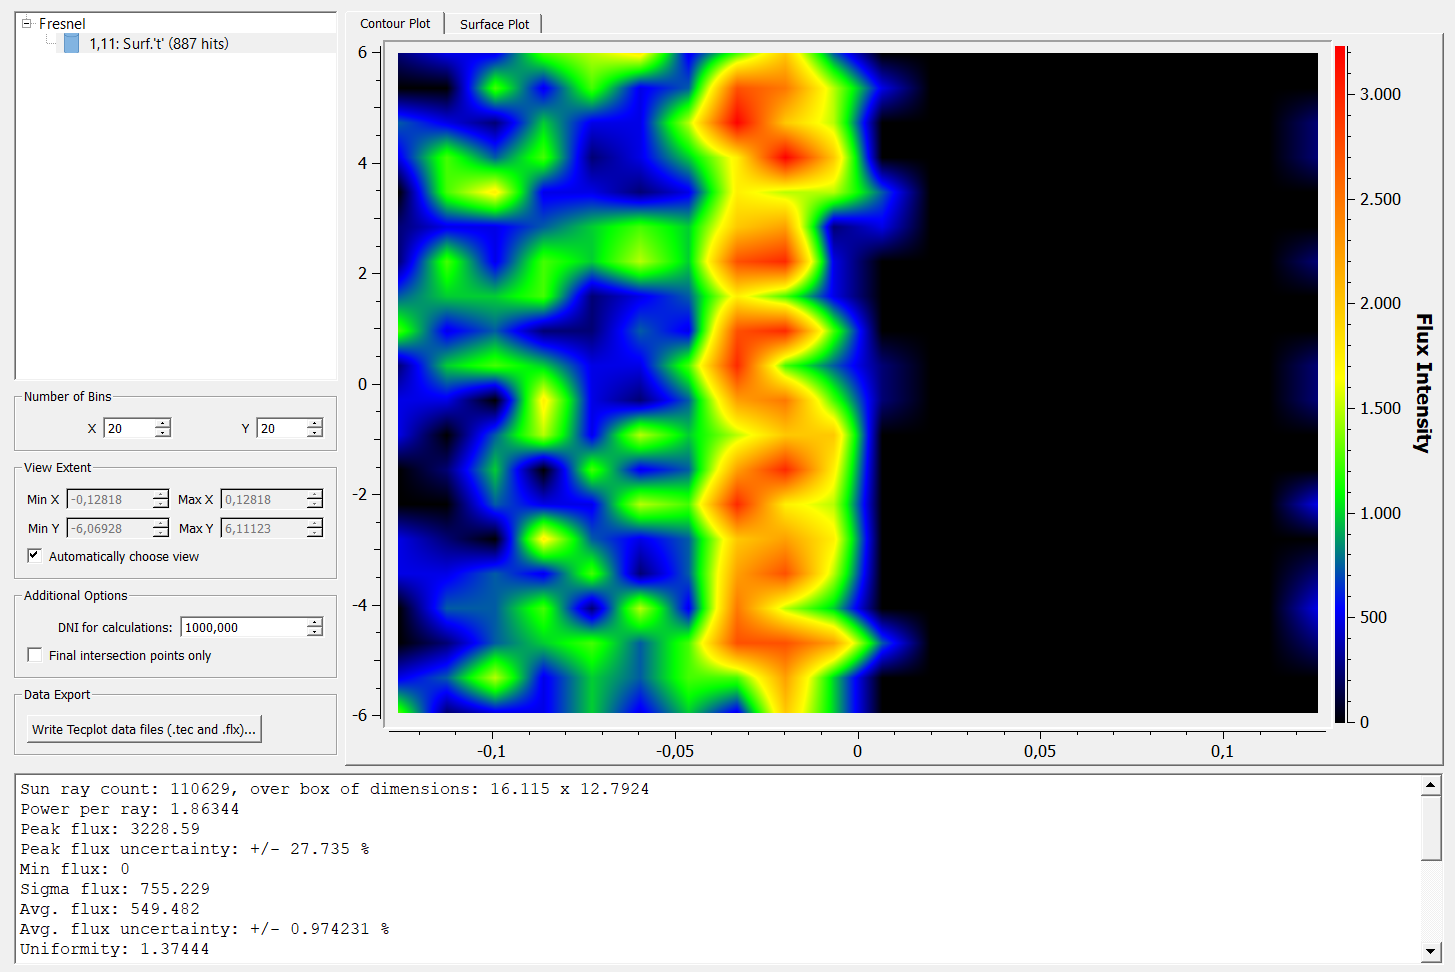 Fresnel
1,11: Surf.'t' (887 hits)
Number of Bins
X 20 Y 20
View Extent
Min X -0,12818 Max X 0,12818
Min Y -6,06928 Max Y 6,11123
Automatically choose view
Additional Options
DNI for calculations: 1000,000
Final intersection points only
Data Export
Write Tecplot data files (.tec and .flx)...
Contour Plot Surface Plot
6
4
2
0
-2
-4
-6
-0,1 -0,05 0 0,05 0,1
3.000
2.500
2.000
1.500
1.000
500
0
Flux Intensity
Sun ray count: 110629, over box of dimensions: 16.115 x 12.7924
Power per ray: 1.86344
Peak flux: 3228.59
Peak flux uncertainty: +/- 27.735 %
Min flux: 0
Sigma flux: 755.229
Avg. flux: 549.482
Avg. flux uncertainty: +/- 0.974231 %
Uniformity: 1.37444